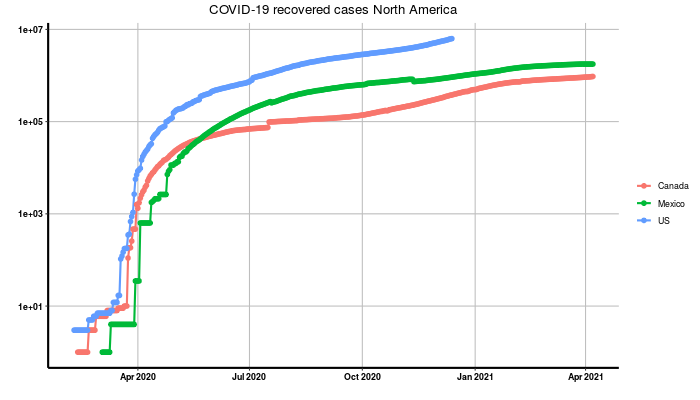 COVID-19 recovered cases North America
1e+07
1e+05
1e+03
1e+01
Apr 2020
Jul 2020
Oct 2020
Jan 2021
Apr 2021
Canada
Mexico
US